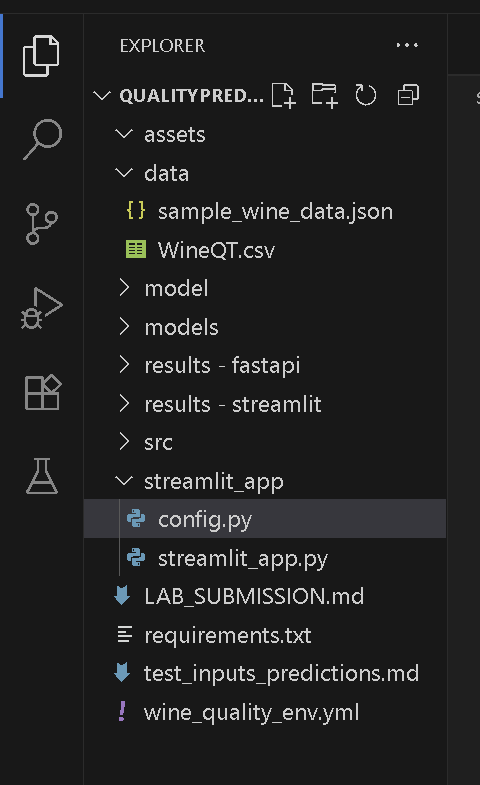 EXPLORER
QUALITYPRED...
assets
data
sample_wine_data.json
WineQT.csv
model
models
results - fastapi
results - streamlit
src
streamlit_app
config.py
streamlit_app.py
LAB_SUBMISSION.md
requirements.txt
test_inputs_predictions.md
wine_quality_env.yml